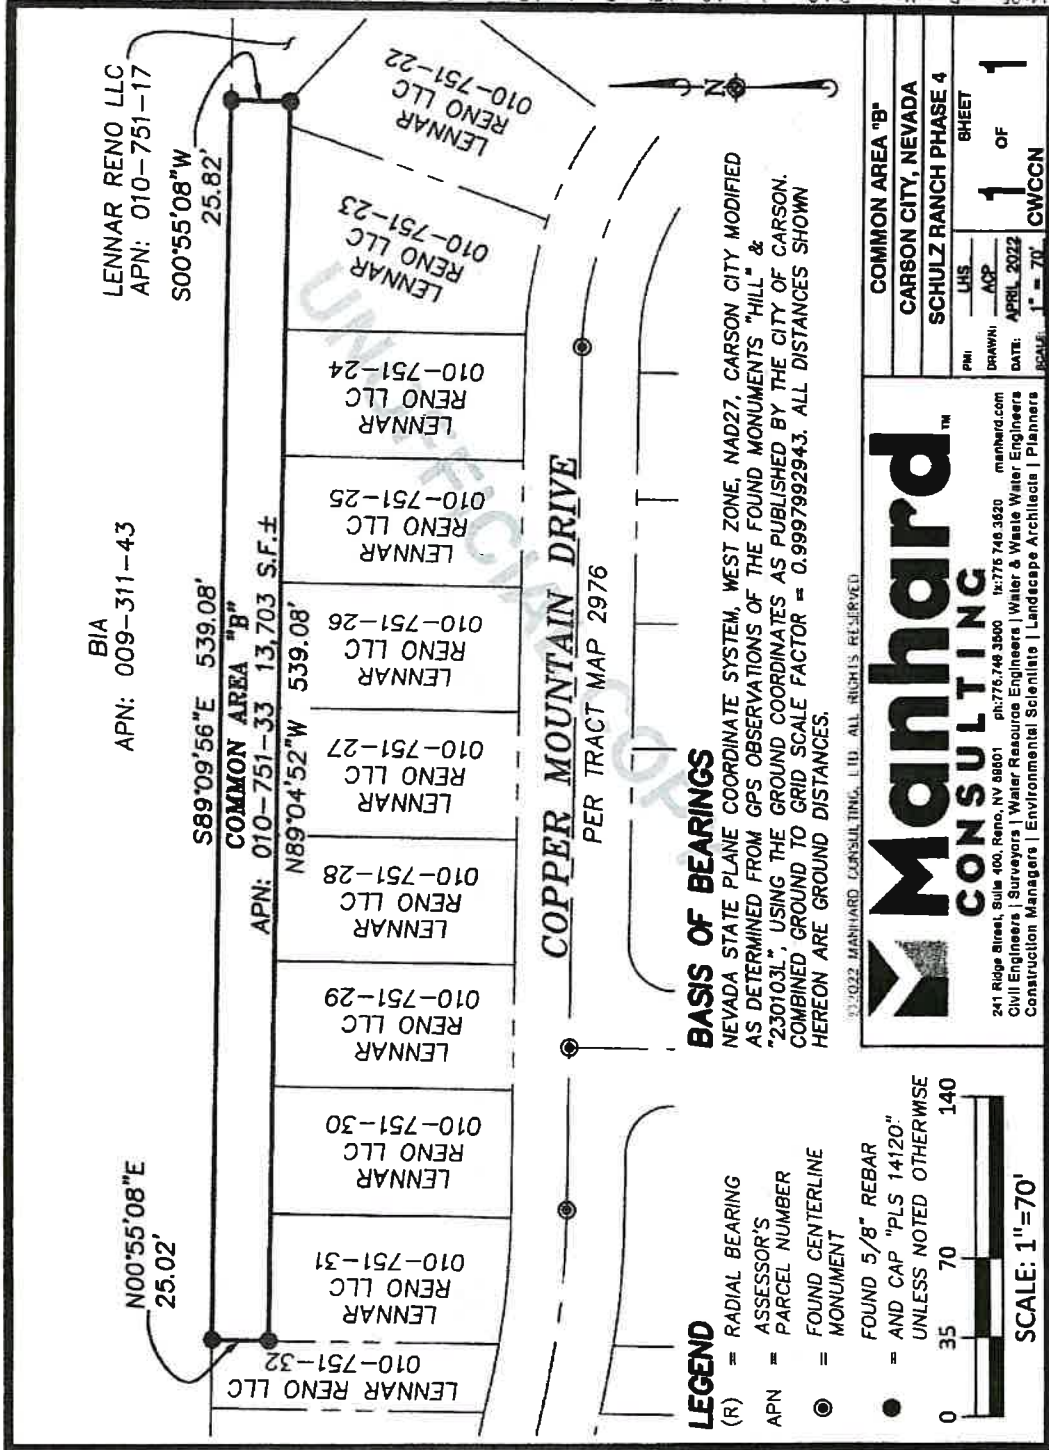 BIA
APN: 009-311-43
LENNAR RENO LLC
APN: 010-751-17
S00°55'08"W
25.82'
N00°55'08"E
25.02'
S89°09'56"E 539.08'
COMMON AREA "B"
APN: 010-751-33 13,703 S.F.±
N89°04'52"W 539.08'
LENNAR RENO LLC
010-751-32
LENNAR
RENO LLC
010-751-31
LENNAR
RENO LLC
010-751-30
LENNAR
RENO LLC
010-751-29
LENNAR
RENO LLC
010-751-28
LENNAR
RENO LLC
010-751-27
LENNAR
RENO LLC
010-751-26
LENNAR
RENO LLC
010-751-25
LENNAR
RENO LLC
010-751-24
LENNAR
RENO LLC
010-751-23
LENNAR
RENO LLC
010-751-22
UNOFFICIAL COPY
COPPER MOUNTAIN DRIVE
PER TRACT MAP 2976
N
LEGEND
(R) = RADIAL BEARING
APN = ASSESSOR'S
PARCEL NUMBER
= FOUND CENTERLINE
MONUMENT
FOUND 5/8" REBAR
= AND CAP "PLS 14120"
UNLESS NOTED OTHERWISE
0 35 70 140
SCALE: 1"=70'
BASIS OF BEARINGS
NEVADA STATE PLANE COORDINATE SYSTEM, WEST ZONE, NAD27, CARSON CITY MODIFIED
AS DETERMINED FROM GPS OBSERVATIONS OF THE FOUND MONUMENTS "HILL" &
"230103L", USING THE GROUND COORDINATES AS PUBLISHED BY THE CITY OF CARSON.
COMBINED GROUND TO GRID SCALE FACTOR = 0.9997992943. ALL DISTANCES SHOWN
HEREON ARE GROUND DISTANCES.
©2022 MANHARD CONSULTING, LTD. ALL RIGHTS RESERVED
Manhard™
CONSULTING
241 Ridge Street, Suite 400, Reno, NV 89501 ph:775.746.3500 fx:775.746.3520 manhard.com
Civil Engineers | Surveyors | Water Resource Engineers | Water & Waste Water Engineers
Construction Managers | Environmental Scientists | Landscape Architects | Planners
COMMON AREA "B"
CARSON CITY, NEVADA
SCHULZ RANCH PHASE 4
PM: LHS
DRAWN: ACP
DATE: APRIL 2022
SCALE: 1" = 70'
SHEET
1 OF 1
CWCCN